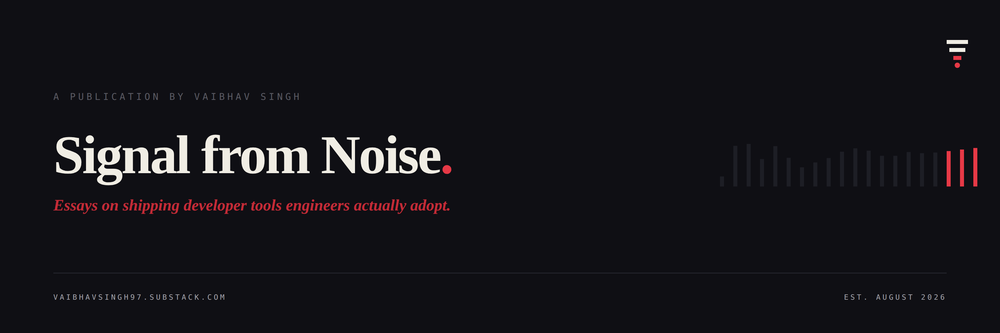 A PUBLICATION BY VAIBHAV SINGH
Signal from Noise.
Essays on shipping developer tools engineers actually adopt.
VAIBHAVSINGH97.SUBSTACK.COM
EST. AUGUST 2026